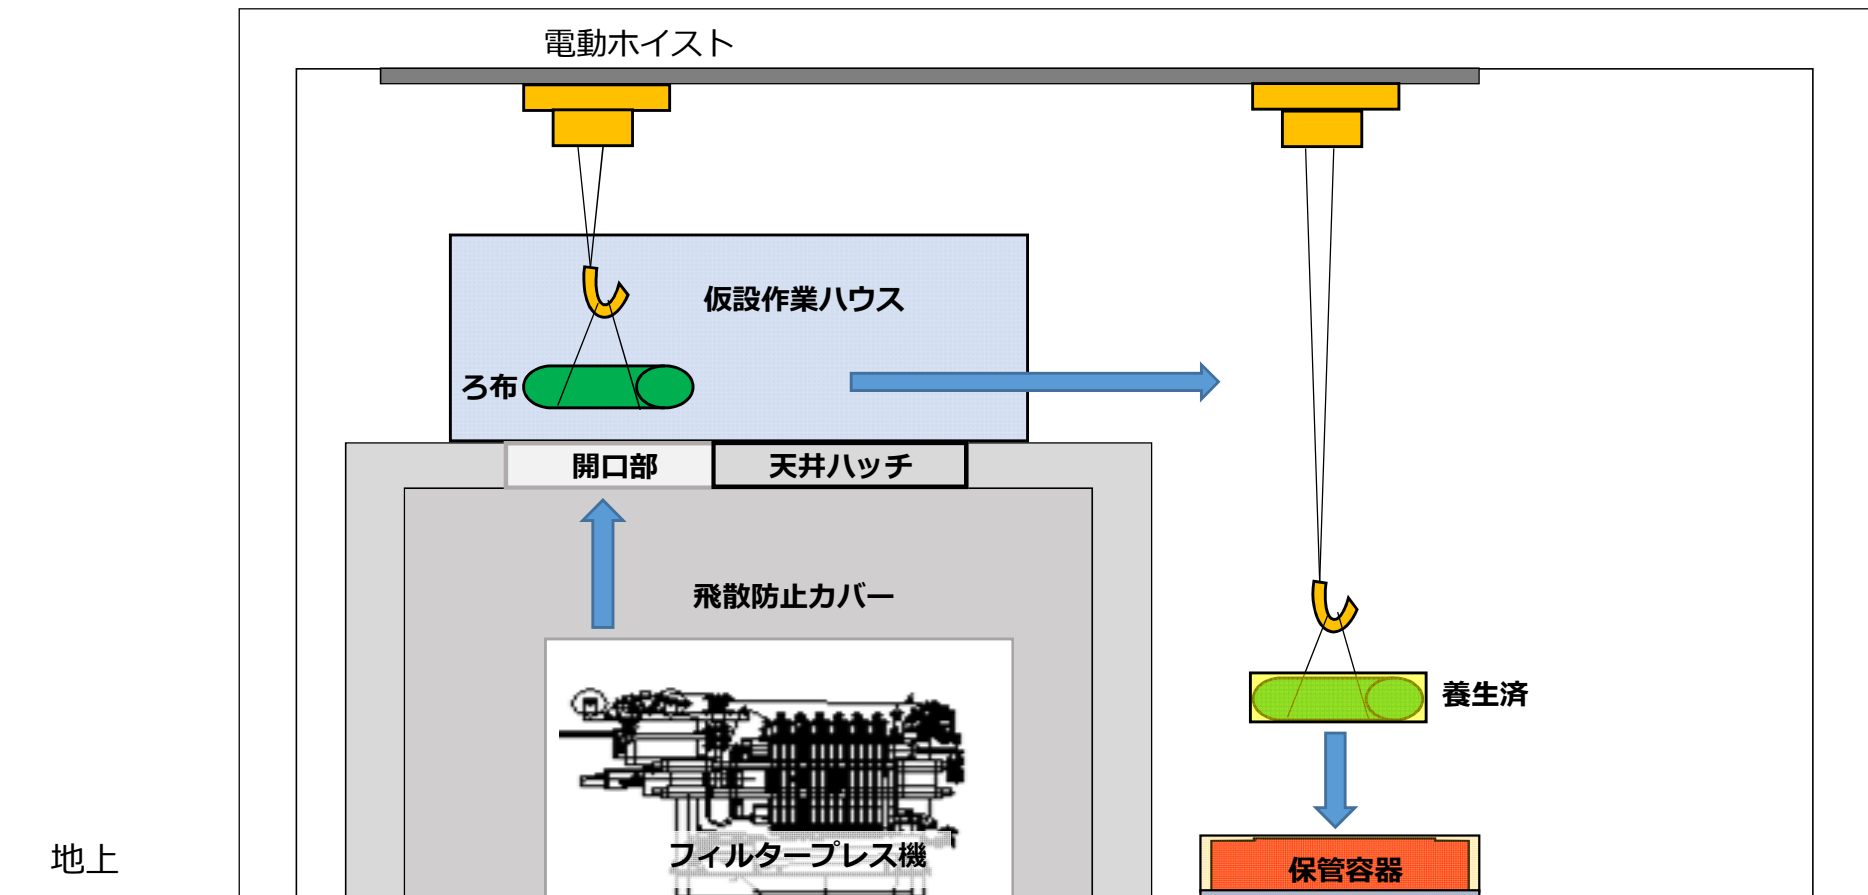 電動ホイスト
仮設作業ハウス
ろ布
開口部
天井ハッチ
飛散防止カバー
養生済
フィルタープレス機
保管容器
地上